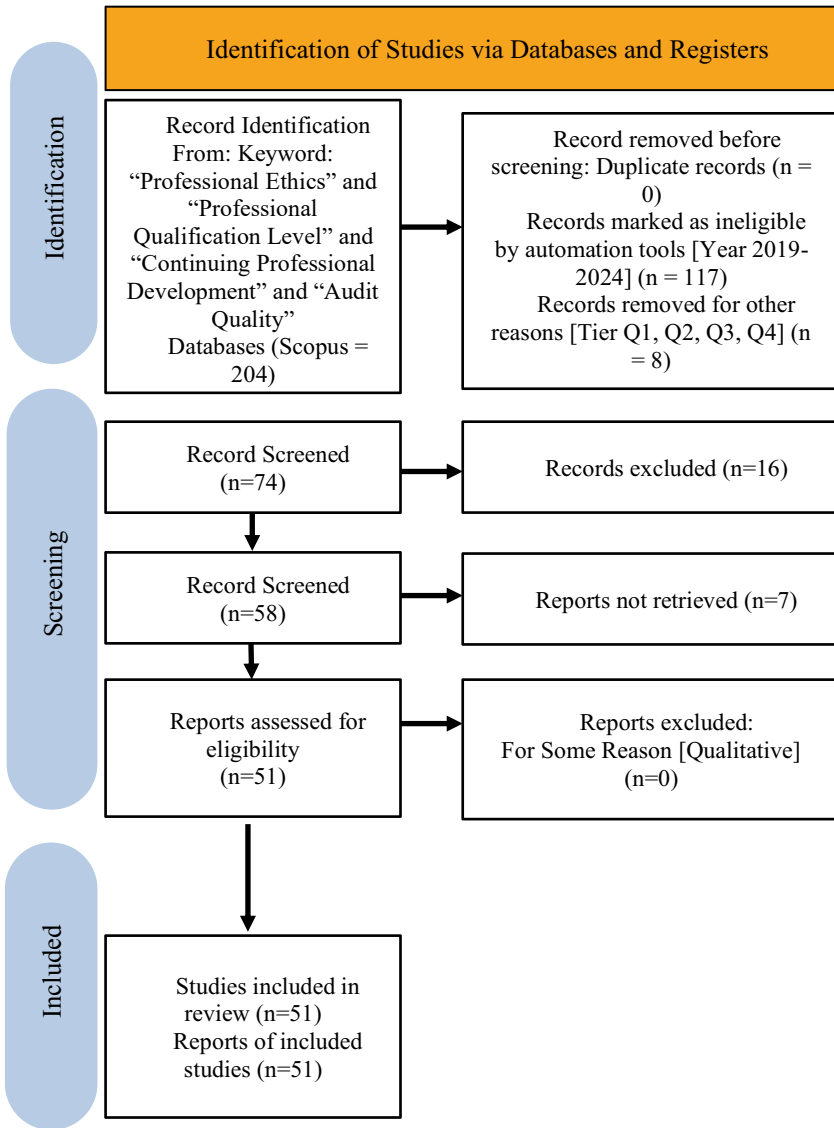 Identification of Studies via Databases and Registers
Identification
Record Identification
From: Keyword:
“Professional Ethics” and
“Professional
Qualification Level” and
“Continuing Professional
Development” and “Audit
Quality”
Databases (Scopus =
204)
Record removed before
screening: Duplicate records (n =
0)
Records marked as ineligible
by automation tools [Year 2019-
2024] (n = 117)
Records removed for other
reasons [Tier Q1, Q2, Q3, Q4] (n
= 8)
Screening
Record Screened
(n=74)
Records excluded (n=16)
Record Screened
(n=58)
Reports not retrieved (n=7)
Reports assessed for
eligibility
(n=51)
Reports excluded:
For Some Reason [Qualitative]
(n=0)
Included
Studies included in
review (n=51)
Reports of included
studies (n=51)